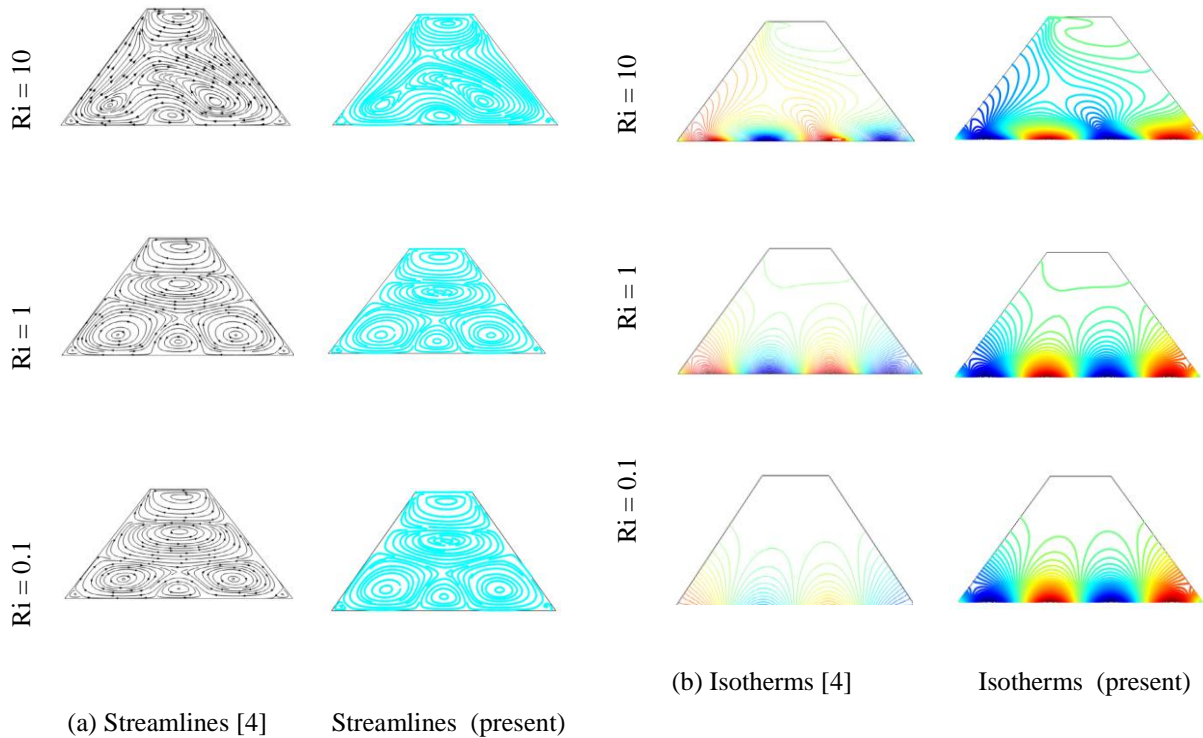 Ri = 10
Ri = 1
Ri = 0.1
Ri = 10
Ri = 1
Ri = 0.1
(b) Isotherms [4] Isotherms (present)
(a) Streamlines [4] Streamlines (present)